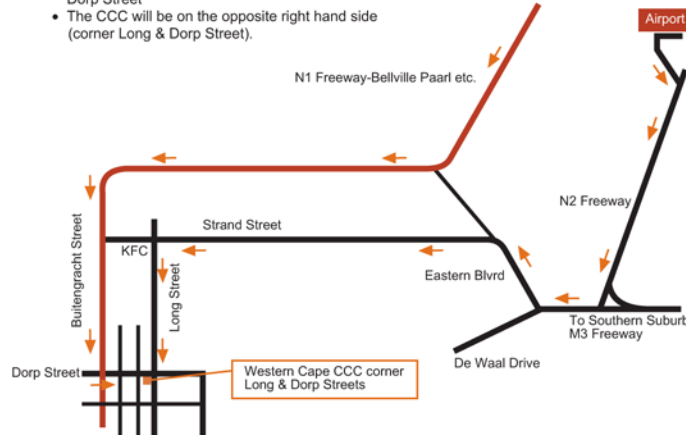 Dorp Street
• The CCC will be on the opposite right hand side
(corner Long & Dorp Street).
Airport
N1 Freeway-Bellville Paarl etc.
N2 Freeway
Strand Street
KFC
Buitengracht Street
Long Street
Eastern Blvrd
To Southern Suburb
M3 Freeway
De Waal Drive
Dorp Street
Western Cape CCC corner
Long & Dorp Streets